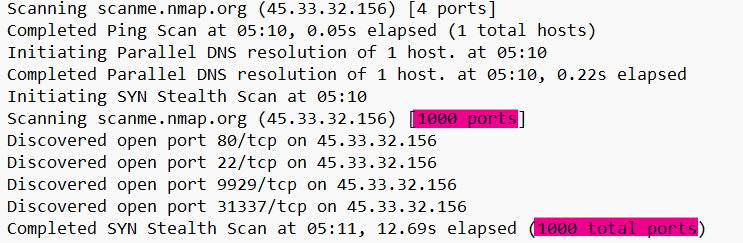 Scanning scanme.nmap.org (45.33.32.156) [4 ports]
Completed Ping Scan at 05:10, 0.05s elapsed (1 total hosts)
Initiating Parallel DNS resolution of 1 host. at 05:10
Completed Parallel DNS resolution of 1 host. at 05:10, 0.22s elapsed
Initiating SYN Stealth Scan at 05:10
Scanning scanme.nmap.org (45.33.32.156) [1000 ports]
Discovered open port 80/tcp on 45.33.32.156
Discovered open port 22/tcp on 45.33.32.156
Discovered open port 9929/tcp on 45.33.32.156
Discovered open port 31337/tcp on 45.33.32.156
Completed SYN Stealth Scan at 05:11, 12.69s elapsed (1000 total ports)